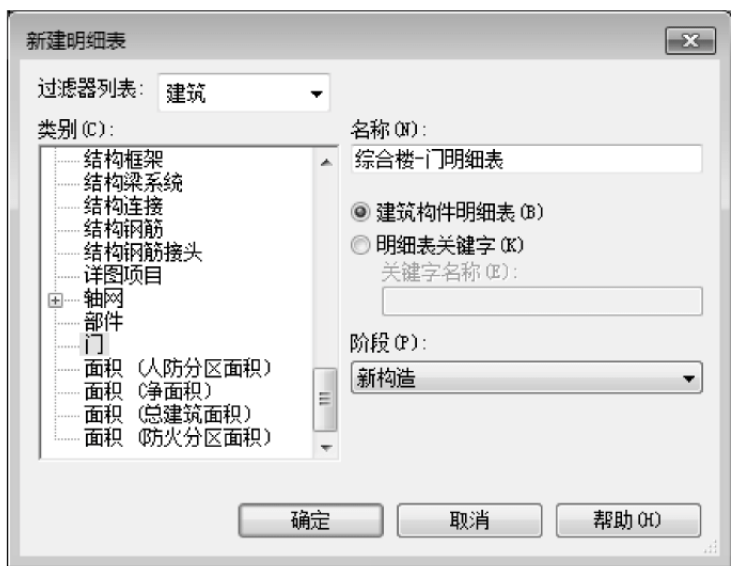 新建明细表
过滤器列表: 建筑
类别(C):
结构框架
结构梁系统
结构连接
结构钢筋
结构钢筋接头
详图项目
轴网
部件
门
面积 (人防分区面积)
面积 (净面积)
面积 (总建筑面积)
面积 (防火分区面积)
名称(N):
综合楼-门明细表
建筑构件明细表(B)
明细表关键字(K)
关键字名称(E):
阶段(P):
新构造
确定 取消 帮助(H)